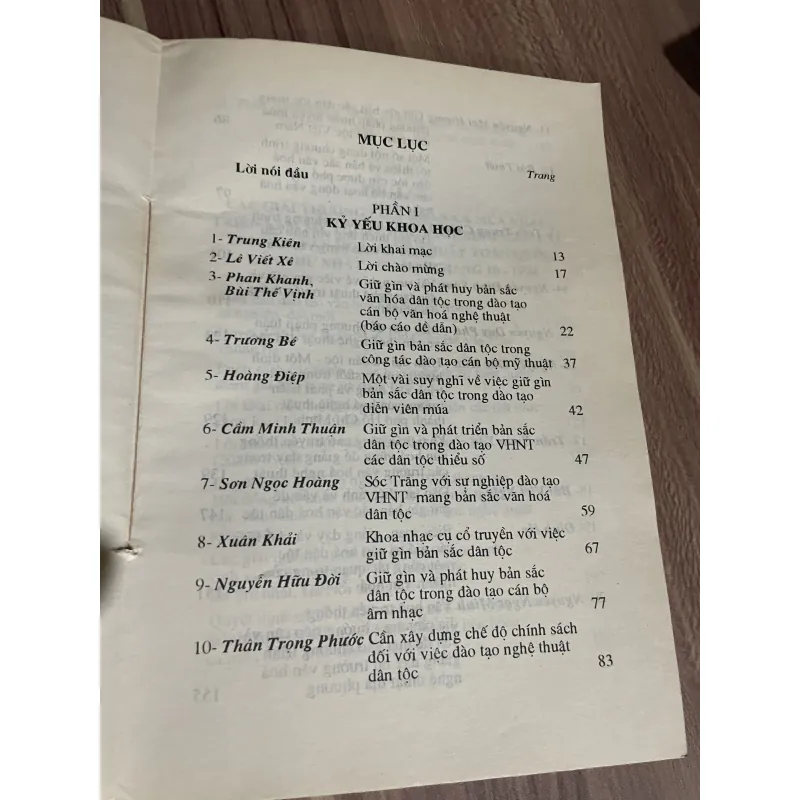 MỤC LỤC
Lời nói đầu Trang
PHẦN I
KỶ YẾU KHOA HỌC
1- Trung Kiên Lời khai mạc 13
2- Lê Viết Xê Lời chào mừng 17
3- Phan Khanh, Giữ gìn và phát huy bản sắc
Bùi Thế Vịnh văn hóa dân tộc trong đào tạo
cán bộ văn hoá nghệ thuật
(báo cáo đề dẫn) 22
4- Trương Bé Giữ gìn bản sắc dân tộc trong
công tác đào tạo cán bộ mỹ thuật 37
5- Hoàng Điệp Một vài suy nghĩ về việc giữ gìn
bản sắc dân tộc trong đào tạo
diễn viên múa 42
6- Cầm Minh Thuận Giữ gìn và phát triển bản sắc
dân tộc trong đào tạo VHNT
các dân tộc thiểu số 47
7- Sơn Ngọc Hoàng Sóc Trăng với sự nghiệp đào tạo
VHNT mang bản sắc văn hoá
dân tộc 59
8- Xuân Khải Khoa nhạc cụ cổ truyền với việc
giữ gìn bản sắc dân tộc 67
9- Nguyễn Hữu Đời Giữ gìn và phát huy bản sắc
dân tộc trong đào tạo cán bộ
âm nhạc 77
10- Thân Trọng Phước Cần xây dựng chế độ chính sách
đối với việc đào tạo nghệ thuật
dân tộc 83